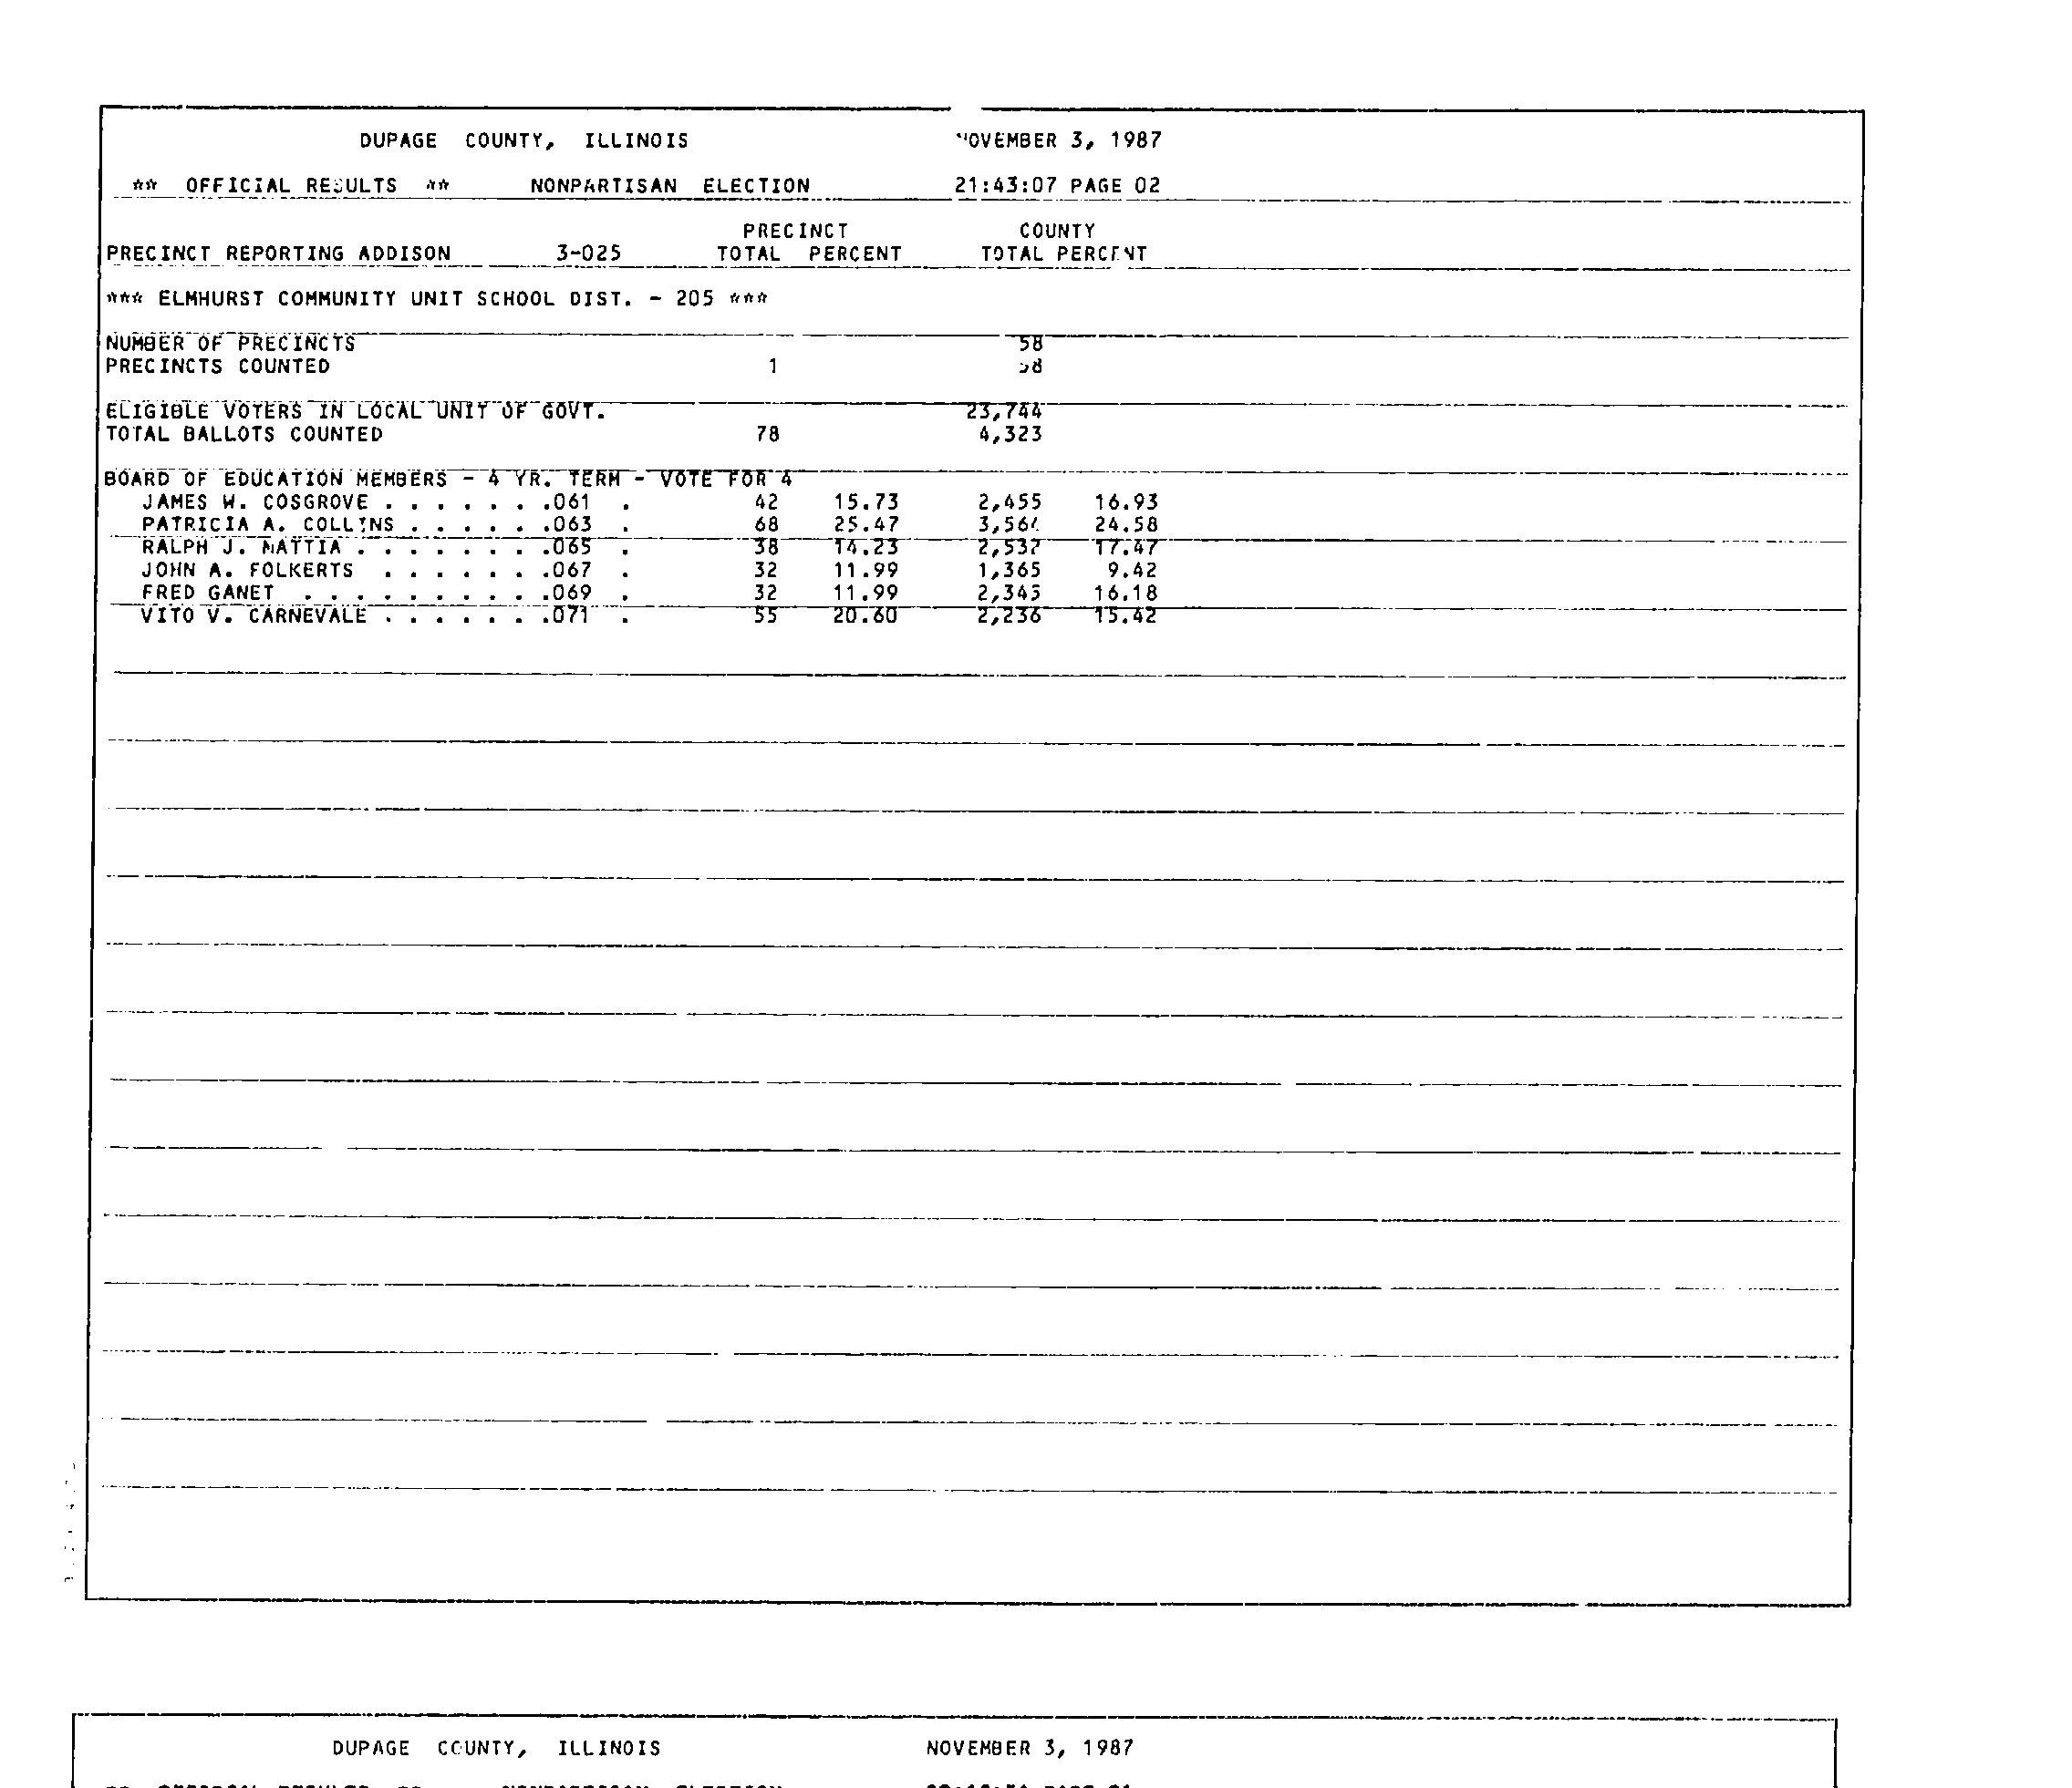 DUPAGE COUNTY, ILLINOIS NOVEMBER 3, 1987
** OFFICIAL RESULTS ** NONPARTISAN ELECTION 21:43:07 PAGE 02
PRECINCT COUNTY
PRECINCT REPORTING ADDISON 3-025 TOTAL PERCENT TOTAL PERCENT
*** ELMHURST COMMUNITY UNIT SCHOOL DIST. - 205 ***
NUMBER OF PRECINCTS 58
PRECINCTS COUNTED 1 58
ELIGIBLE VOTERS IN LOCAL UNIT OF GOVT. 23,744
TOTAL BALLOTS COUNTED 78 4,323
BOARD OF EDUCATION MEMBERS - 4 YR. TERM - VOTE FOR 4
JAMES W. COSGROVE . . . . . . .061 . 42 15.73 2,455 16.93
PATRICIA A. COLLINS . . . . . .063 . 68 25.47 3,564 24.58
RALPH J. MATTIA . . . . . . . .065 . 38 14.23 2,532 17.47
JOHN A. FOLKERTS . . . . . . .067 . 32 11.99 1,365 9.42
FRED GANET . . . . . . . . . .069 . 32 11.99 2,345 16.18
VITO V. CARNEVALE . . . . . . .071 . 55 20.60 2,236 15.42
DUPAGE COUNTY, ILLINOIS NOVEMBER 3, 1987